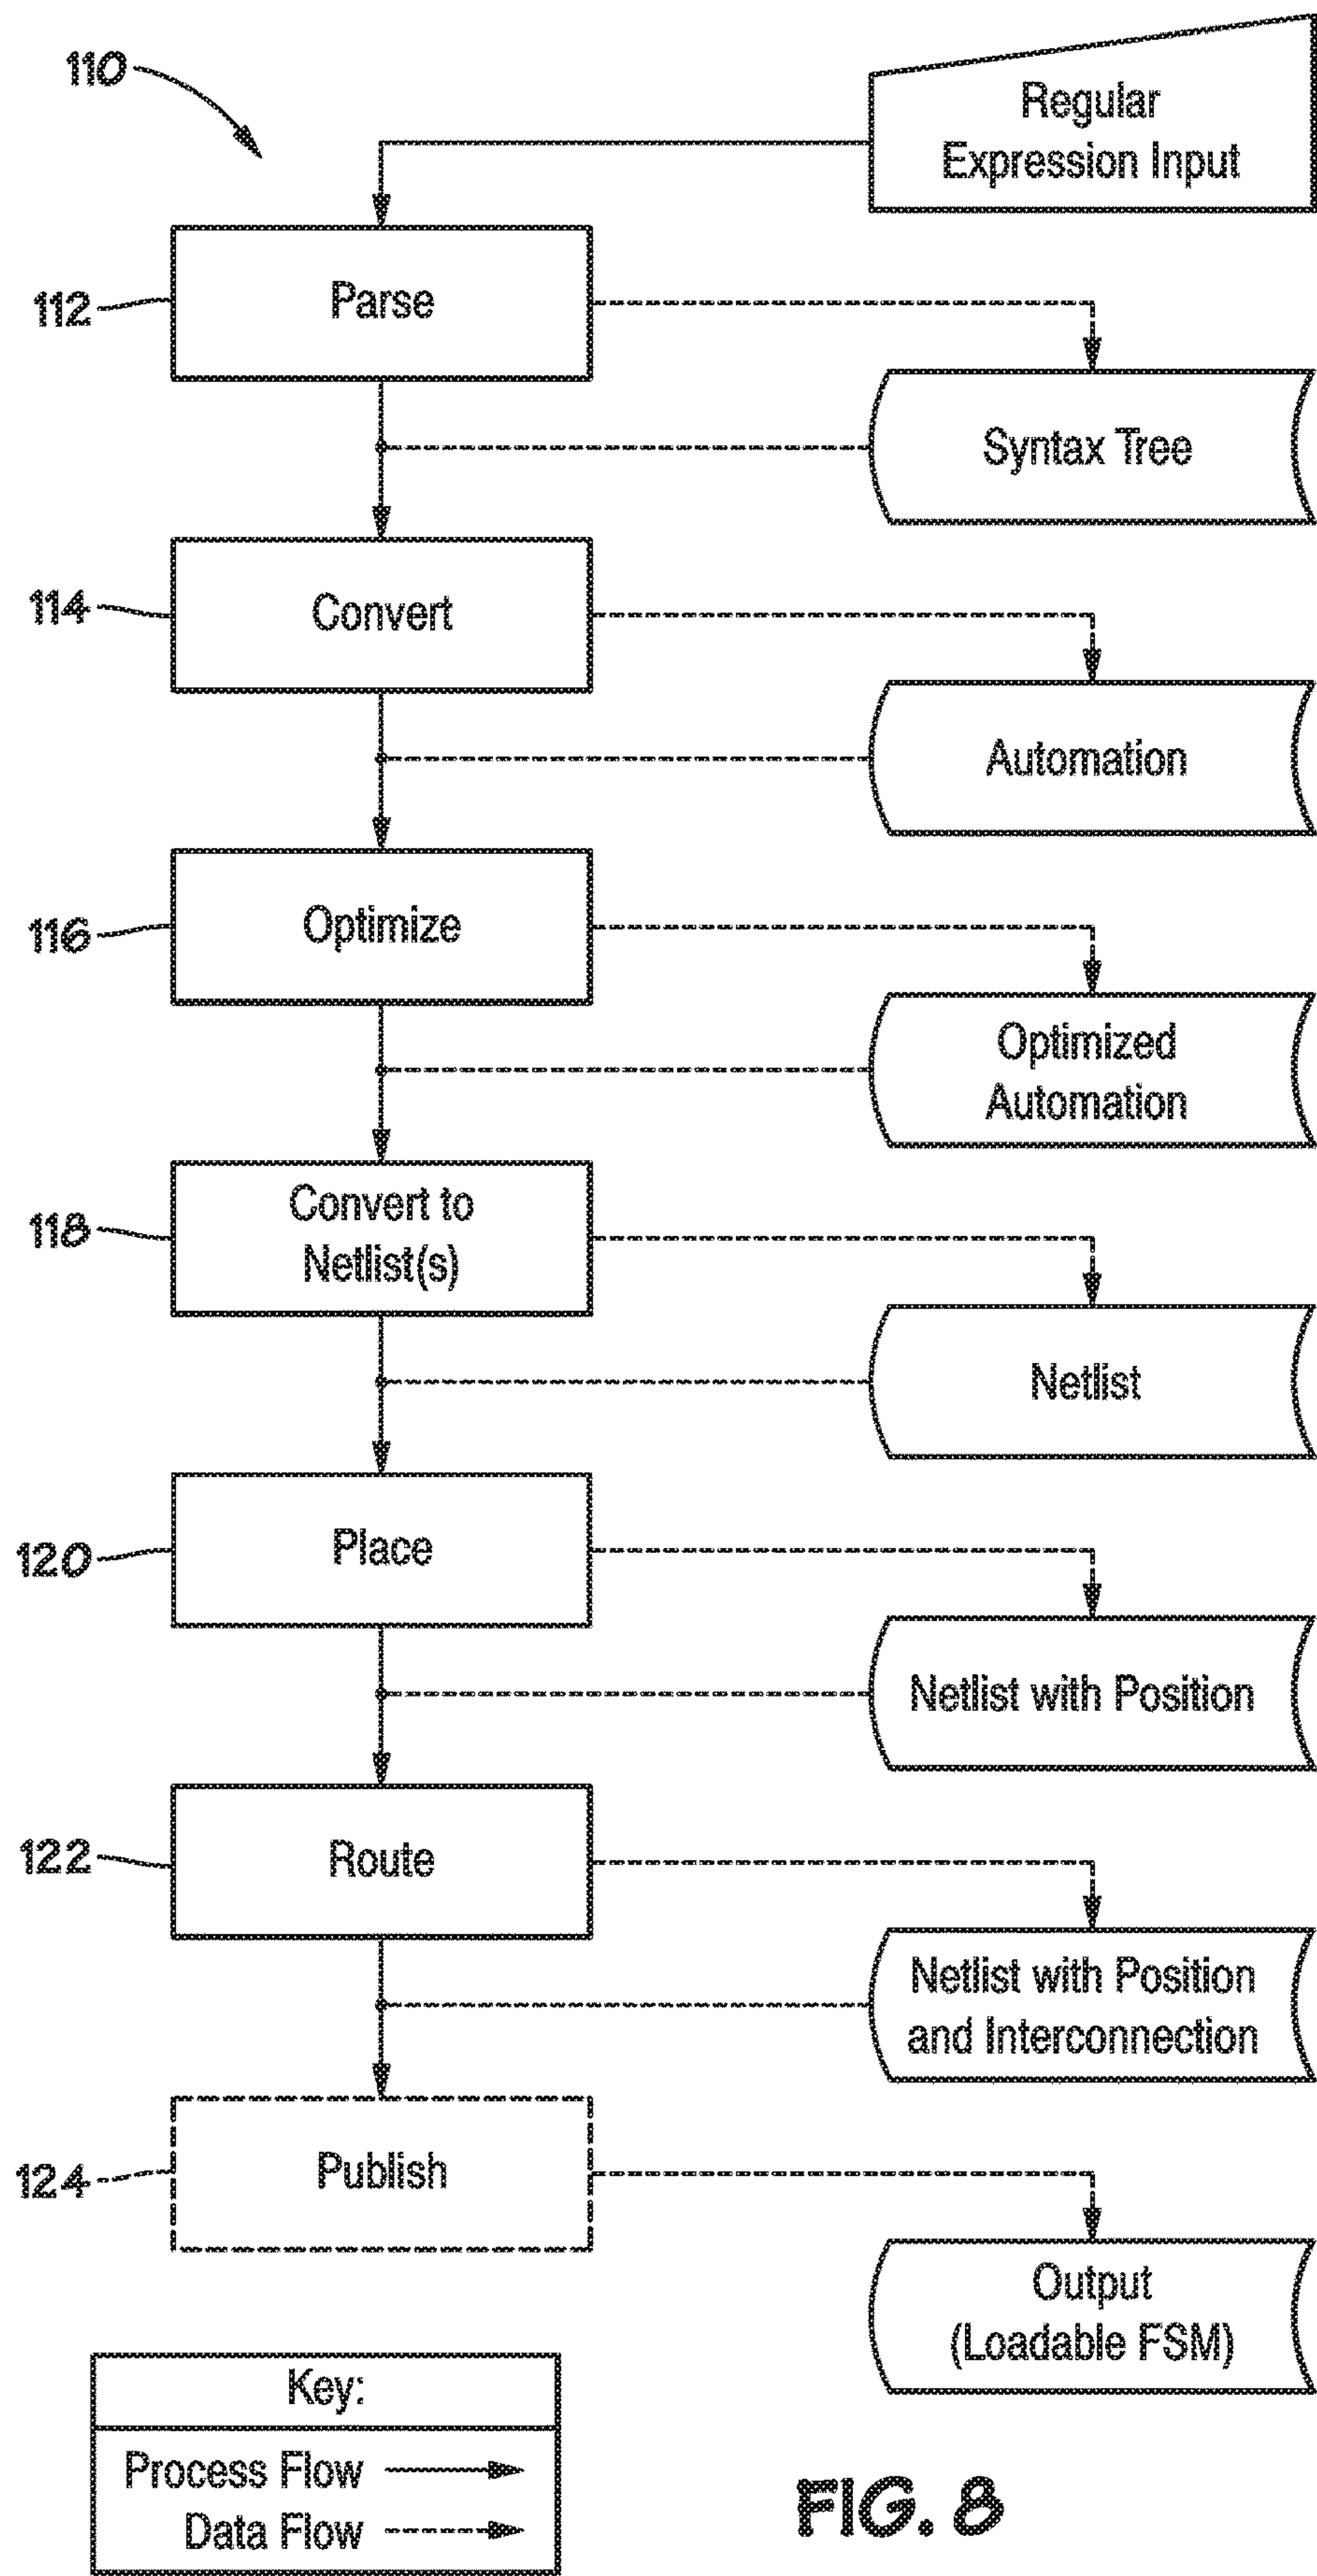 110
Regular
Expression Input
112
Parse
Syntax Tree
114
Convert
Automation
116
Optimize
Optimized
Automation
118
Convert to
Netlist(s)
Netlist
120
Place
Netlist with Position
122
Route
Netlist with Position
and Interconnection
124
Publish
Output
(Loadable FSM)
Key:
Process Flow
Data Flow
FIG. 8